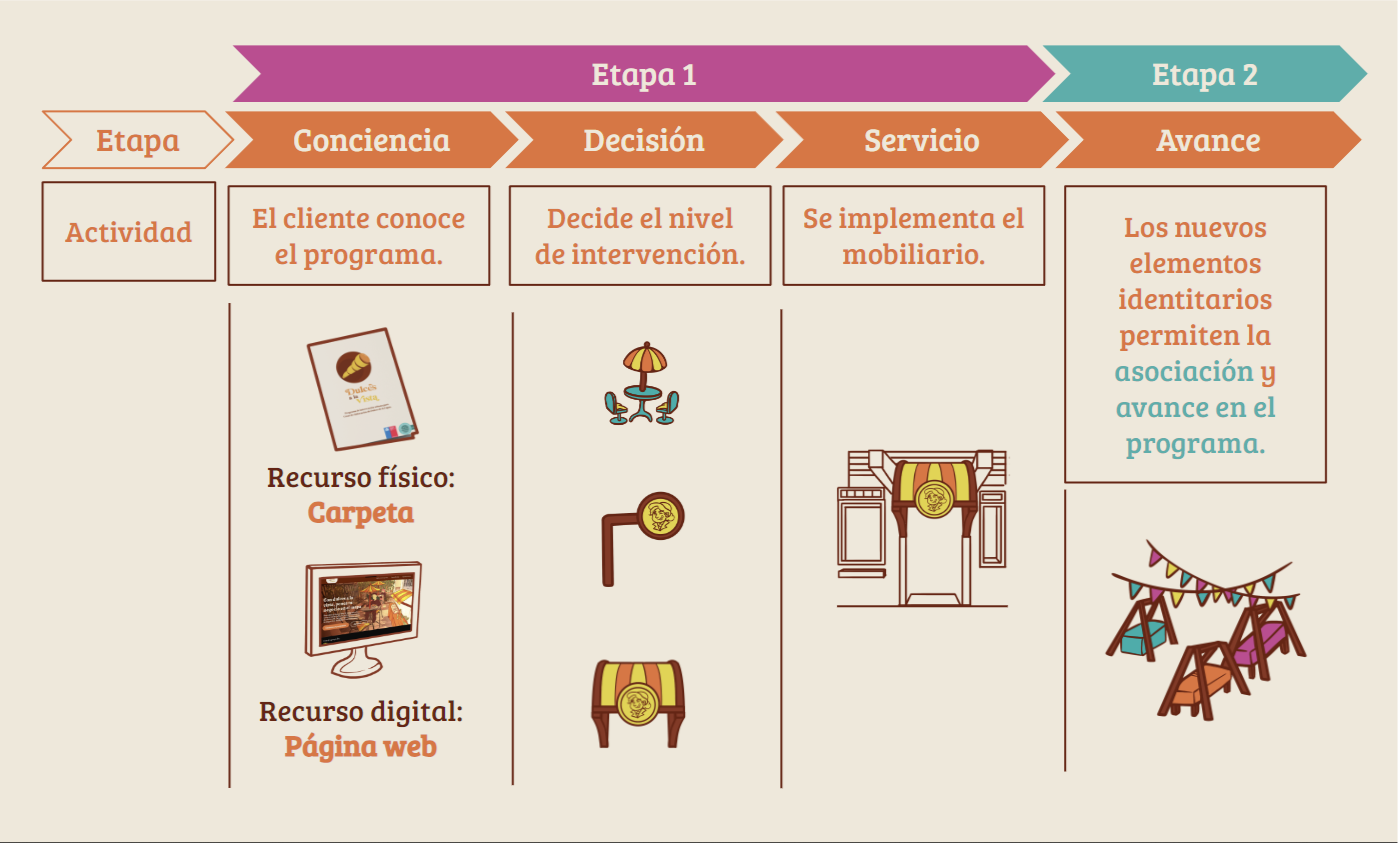 Etapa 1
Etapa 2
Etapa
Conciencia
Decisión
Servicio
Avance
Actividad
El cliente conoce
el programa.
Decide el nivel
de intervención.
Se implementa el
mobiliario.
Los nuevos
elementos
identitarios
permiten la
asociación y
avance en el
programa.
Dulces
a la
Vista
Recurso físico:
Carpeta
Recurso digital:
Página web